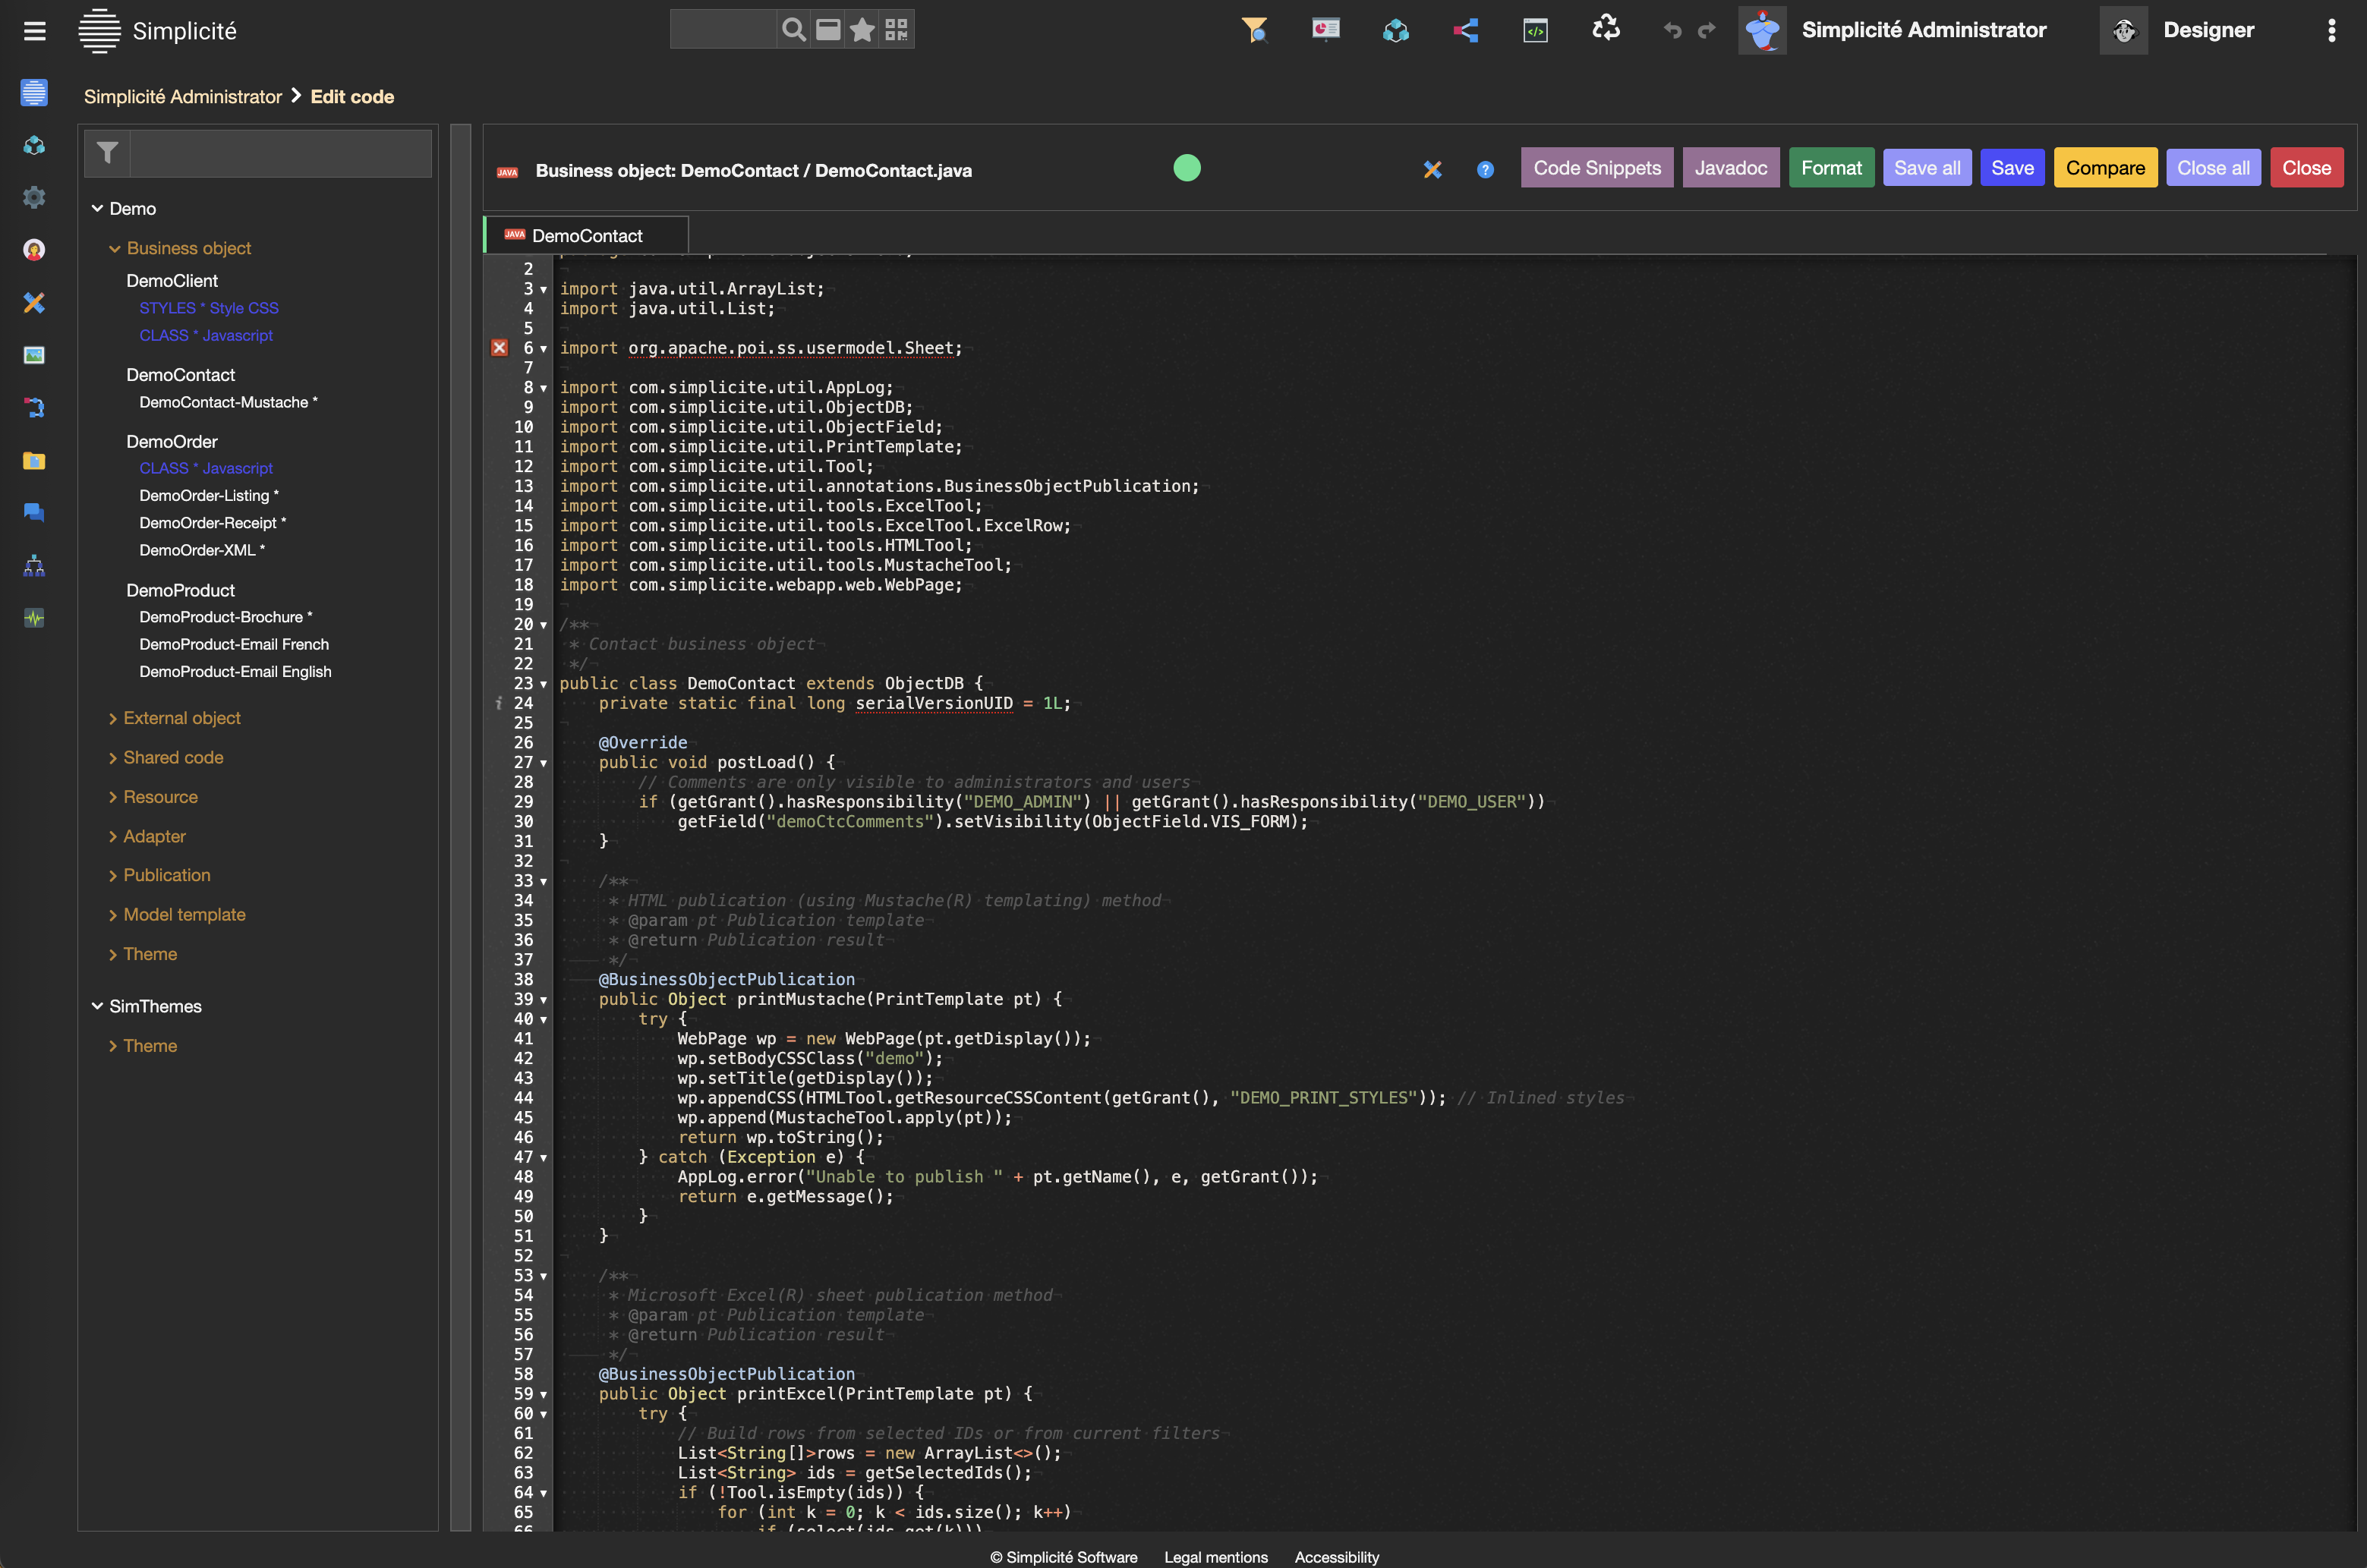 Simplicité
Simplicité Administrator
Designer
Simplicité Administrator > Edit code
Demo
Business object
DemoClient
STYLES * Style CSS
CLASS * Javascript
DemoContact
DemoContact-Mustache *
DemoOrder
CLASS * Javascript
DemoOrder-Listing *
DemoOrder-Receipt *
DemoOrder-XML *
DemoProduct
DemoProduct-Brochure *
DemoProduct-Email French
DemoProduct-Email English
External object
Shared code
Resource
Adapter
Publication
Model template
Theme
SimThemes
Theme
JAVA Business object: DemoContact / DemoContact.java
Code Snippets
Javadoc
Format
Save all
Save
Compare
Close all
Close
JAVA DemoContact
2
3 import java.util.ArrayList;
4 import java.util.List;
5
6 import org.apache.poi.ss.usermodel.Sheet;
7
8 import com.simplicite.util.AppLog;
9 import com.simplicite.util.ObjectDB;
10 import com.simplicite.util.ObjectField;
11 import com.simplicite.util.PrintTemplate;
12 import com.simplicite.util.Tool;
13 import com.simplicite.util.annotations.BusinessObjectPublication;
14 import com.simplicite.util.tools.ExcelTool;
15 import com.simplicite.util.tools.ExcelTool.ExcelRow;
16 import com.simplicite.util.tools.HTMLTool;
17 import com.simplicite.util.tools.MustacheTool;
18 import com.simplicite.webapp.web.WebPage;
19
20 /**
21 * Contact business object
22 */
23 public class DemoContact extends ObjectDB {
24 private static final long serialVersionUID = 1L;
25
26 @Override
27 public void postLoad() {
28 // Comments are only visible to administrators and users
29 if (getGrant().hasResponsibility("DEMO_ADMIN") || getGrant().hasResponsibility("DEMO_USER"))
30 getField("demoCtcComments").setVisibility(ObjectField.VIS_FORM);
31 }
32
33 /**
34 * HTML publication (using Mustache(R) templating) method
35 * @param pt Publication template
36 * @return Publication result
37 */
38 @BusinessObjectPublication
39 public Object printMustache(PrintTemplate pt) {
40 try {
41 WebPage wp = new WebPage(pt.getDisplay());
42 wp.setBodyCSSClass("demo");
43 wp.setTitle(getDisplay());
44 wp.appendCSS(HTMLTool.getResourceCSSContent(getGrant(), "DEMO_PRINT_STYLES")); // Inlined styles
45 wp.append(MustacheTool.apply(pt));
46 return wp.toString();
47 } catch (Exception e) {
48 AppLog.error("Unable to publish " + pt.getName(), e, getGrant());
49 return e.getMessage();
50 }
51 }
52
53 /**
54 * Microsoft Excel(R) sheet publication method
55 * @param pt Publication template
56 * @return Publication result
57 */
58 @BusinessObjectPublication
59 public Object printExcel(PrintTemplate pt) {
60 try {
61 // Build rows from selected IDs or from current filters
62 List<String[]>rows = new ArrayList<>();
63 List<String> ids = getSelectedIds();
64 if (!Tool.isEmpty(ids)) {
65 for (int k = 0; k < ids.size(); k++)
66 if (select(ids.get(k)))
© Simplicité Software
Legal mentions
Accessibility